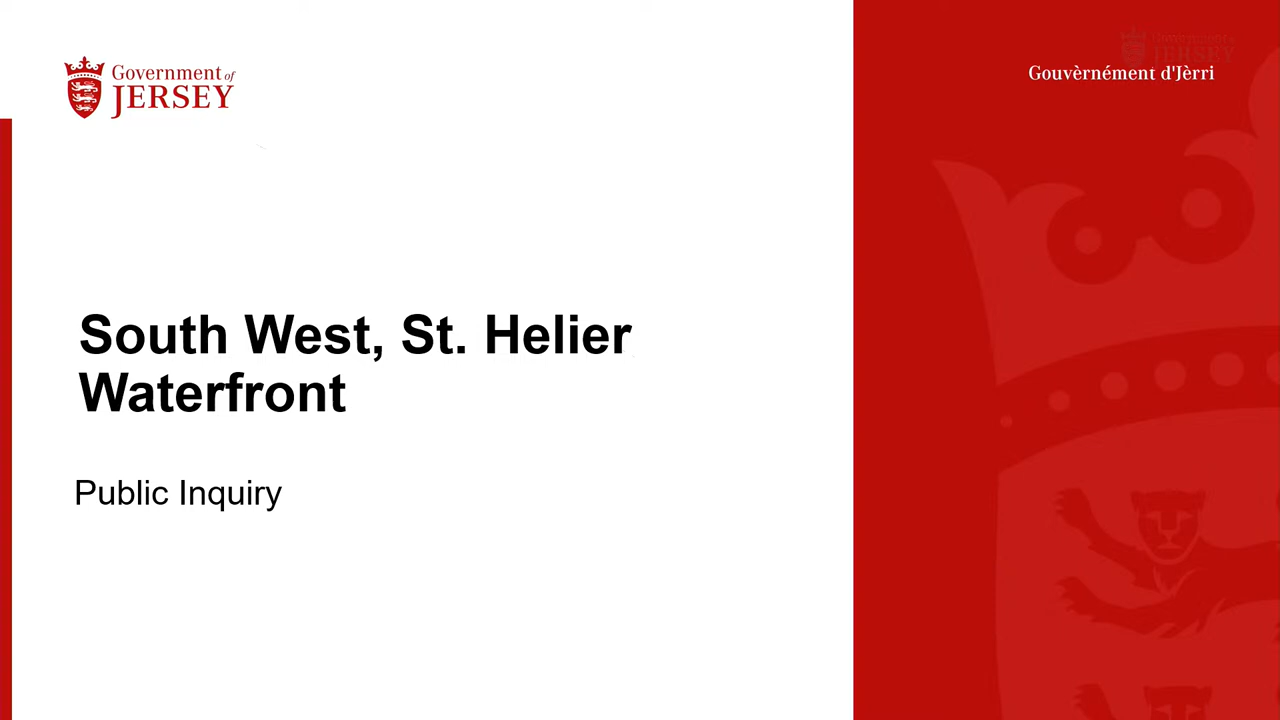 Government of
JERSEY
Gouvèrnément d'Jèrri
South West, St. Helier
Waterfront
Public Inquiry